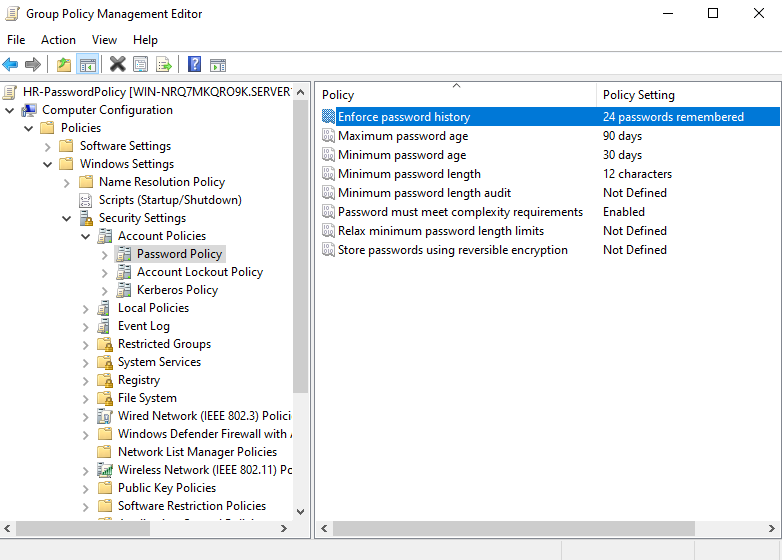 Group Policy Management Editor
File Action View Help
HR-PasswordPolicy [WIN-NRQ7MKQRO9K.SERVER
Computer Configuration
Policies
Software Settings
Windows Settings
Name Resolution Policy
Scripts (Startup/Shutdown)
Security Settings
Account Policies
Password Policy
Account Lockout Policy
Kerberos Policy
Local Policies
Event Log
Restricted Groups
System Services
Registry
File System
Wired Network (IEEE 802.3) Polici
Windows Defender Firewall with
Network List Manager Policies
Wireless Network (IEEE 802.11) Po
Public Key Policies
Software Restriction Policies
Policy Policy Setting
Enforce password history 24 passwords remembered
Maximum password age 90 days
Minimum password age 30 days
Minimum password length 12 characters
Minimum password length audit Not Defined
Password must meet complexity requirements Enabled
Relax minimum password length limits Not Defined
Store passwords using reversible encryption Not Defined